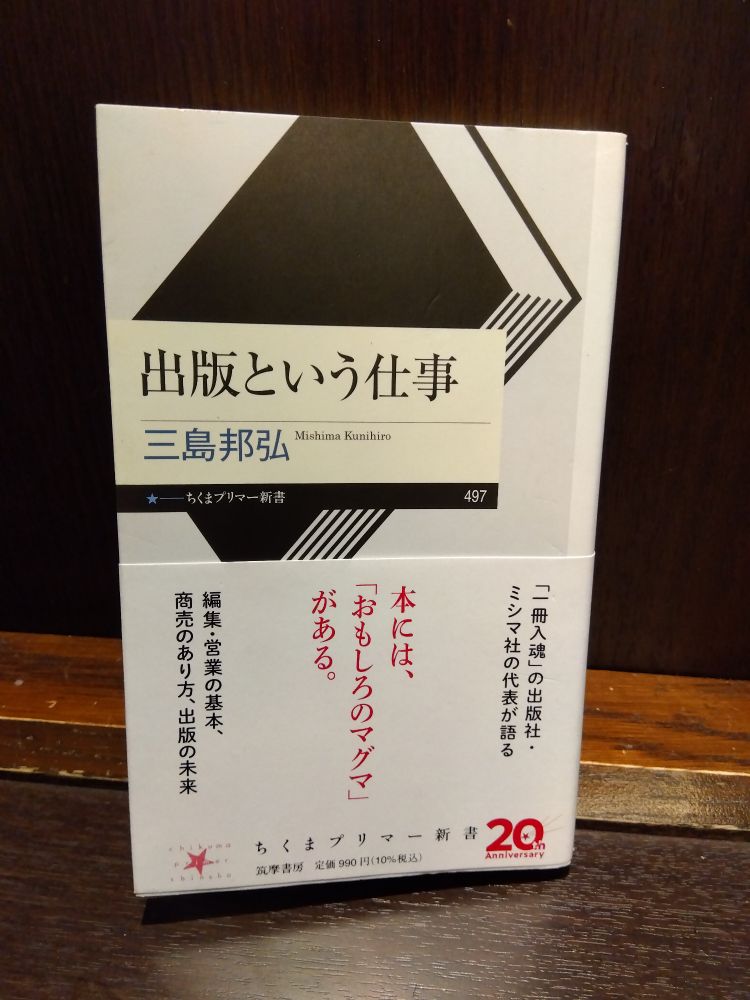 出版という仕事
三島邦弘
Mishima Kunihiro
★――ちくまプリマー新書
497
「一冊入魂」の出版社・
ミシマ社の代表が語る
本には、
「おもしろのマグマ」
がある。
編集・営業の基本、
商売のあり方、出版の未来
chikuma
primer
shinsho
ちくまプリマー新書
筑摩書房 定価990円(10%税込)
20th
Anniversary